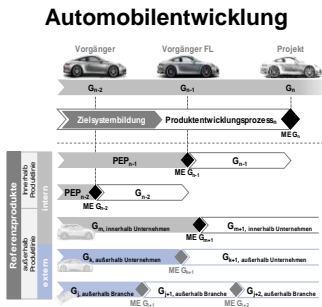 Automobilentwicklung
Vorgänger Vorgänger FL Projekt
Gn-2 Gn-1 Gn
Zielsystembildung Produktentwicklungsprozessn
ME Gn
PEPn-1 Gn-1
ME Gn-1
PEPn-2 Gn-2
ME Gn-2
Gm, innerhalb Unternehmen Gm+1, innerhalb Unternehmen
ME Gm+1
Gk, außerhalb Unternehmen Gk+1, außerhalb Unternehmen
Gj, außerhalb Branche Gj+1, außerhalb Branche Gj+2, außerhalb Branche
ME Gj+1 ME Gj+2
Referenzprodukte
Innerhalb Produktlinie
außerhalb Produktlinie
intern
extern